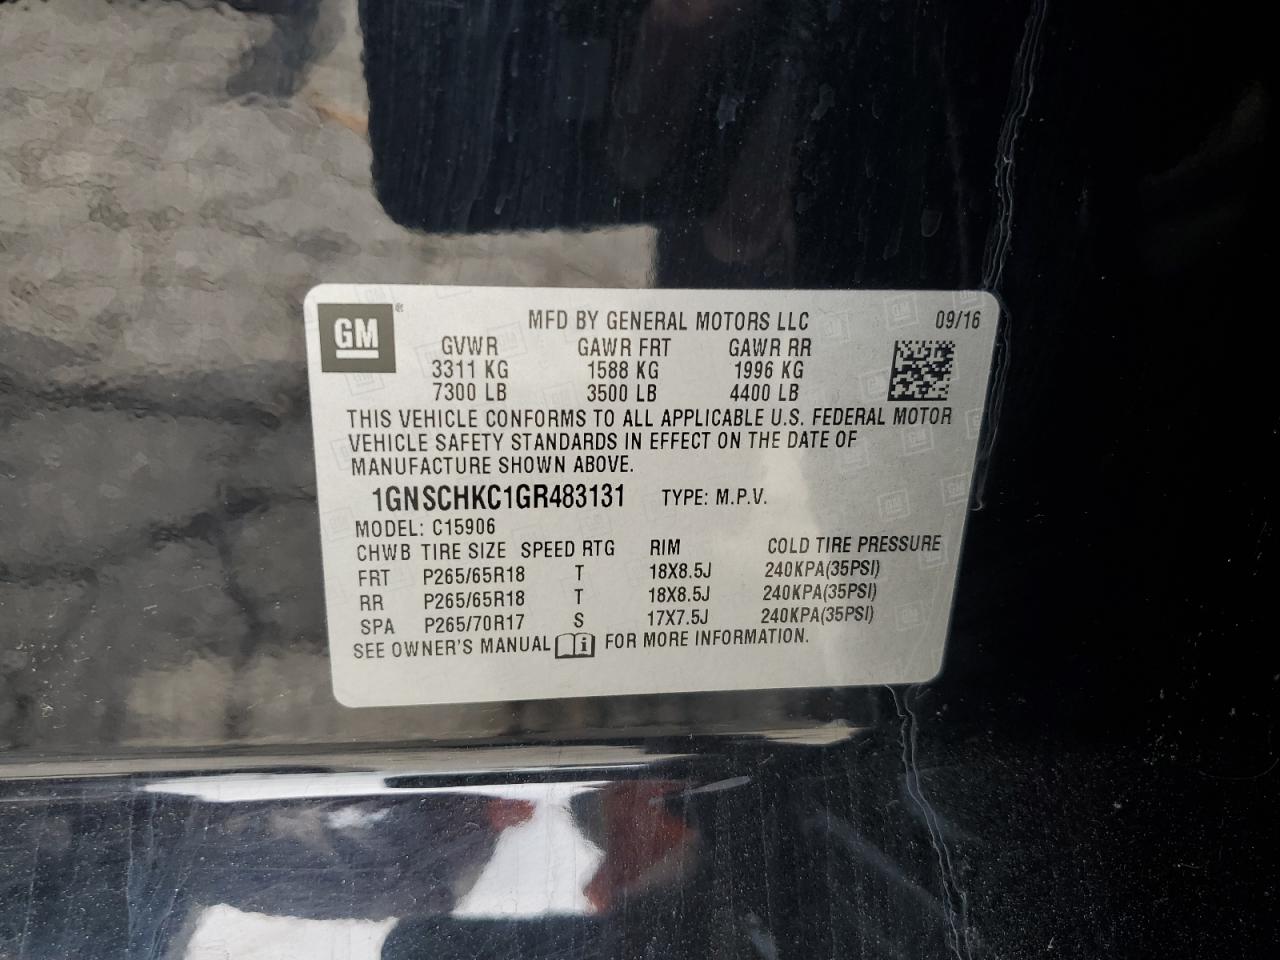 GM®
MFD BY GENERAL MOTORS LLC 09/16
GVWR GAWR FRT GAWR RR
3311 KG 1588 KG 1996 KG
7300 LB 3500 LB 4400 LB
THIS VEHICLE CONFORMS TO ALL APPLICABLE U.S. FEDERAL MOTOR
VEHICLE SAFETY STANDARDS IN EFFECT ON THE DATE OF
MANUFACTURE SHOWN ABOVE.
1GNSCHKC1GR483131 TYPE: M.P.V.
MODEL: C15906
CHWB TIRE SIZE SPEED RTG RIM COLD TIRE PRESSURE
FRT P265/65R18 T 18X8.5J 240KPA(35PSI)
RR P265/65R18 T 18X8.5J 240KPA(35PSI)
SPA P265/70R17 S 17X7.5J 240KPA(35PSI)
SEE OWNER'S MANUAL i FOR MORE INFORMATION.